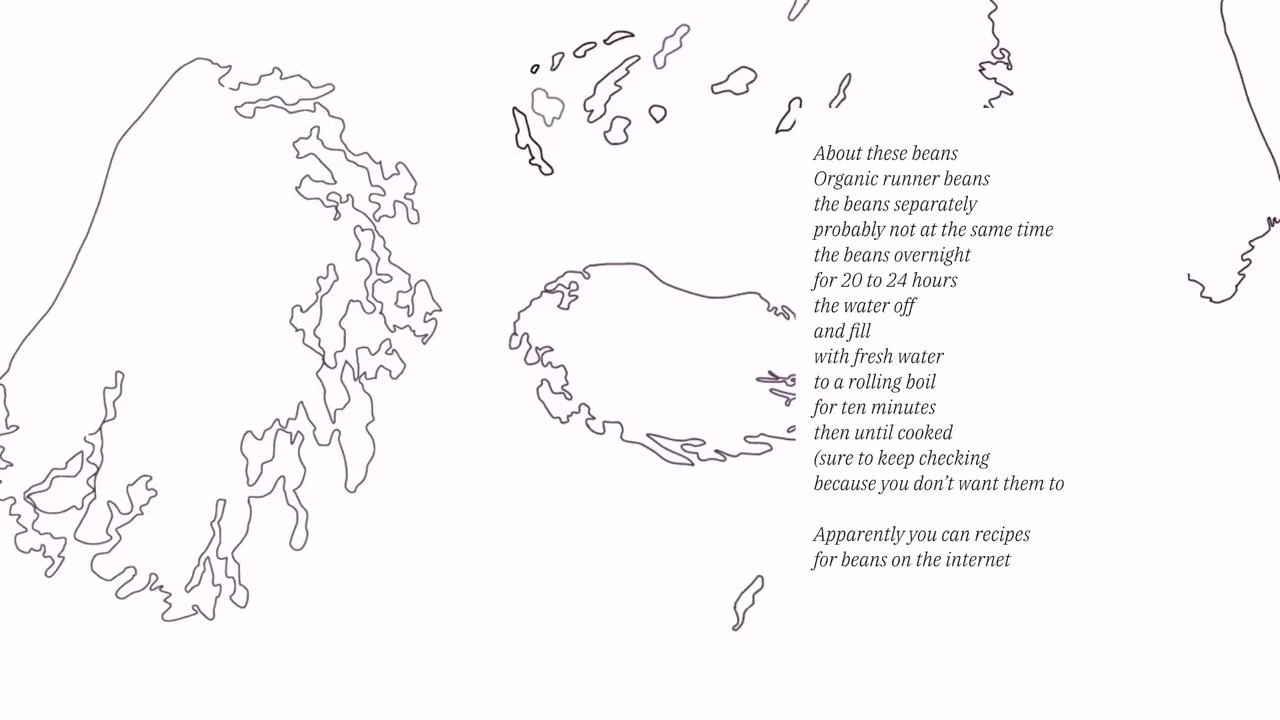 About these beans
Organic runner beans
the beans separately
probably not at the same time
the beans overnight
for 20 to 24 hours
the water off
and fill
with fresh water
to a rolling boil
for ten minutes
then until cooked
(sure to keep checking
because you don’t want them to

Apparently you can recipes
for beans on the internet